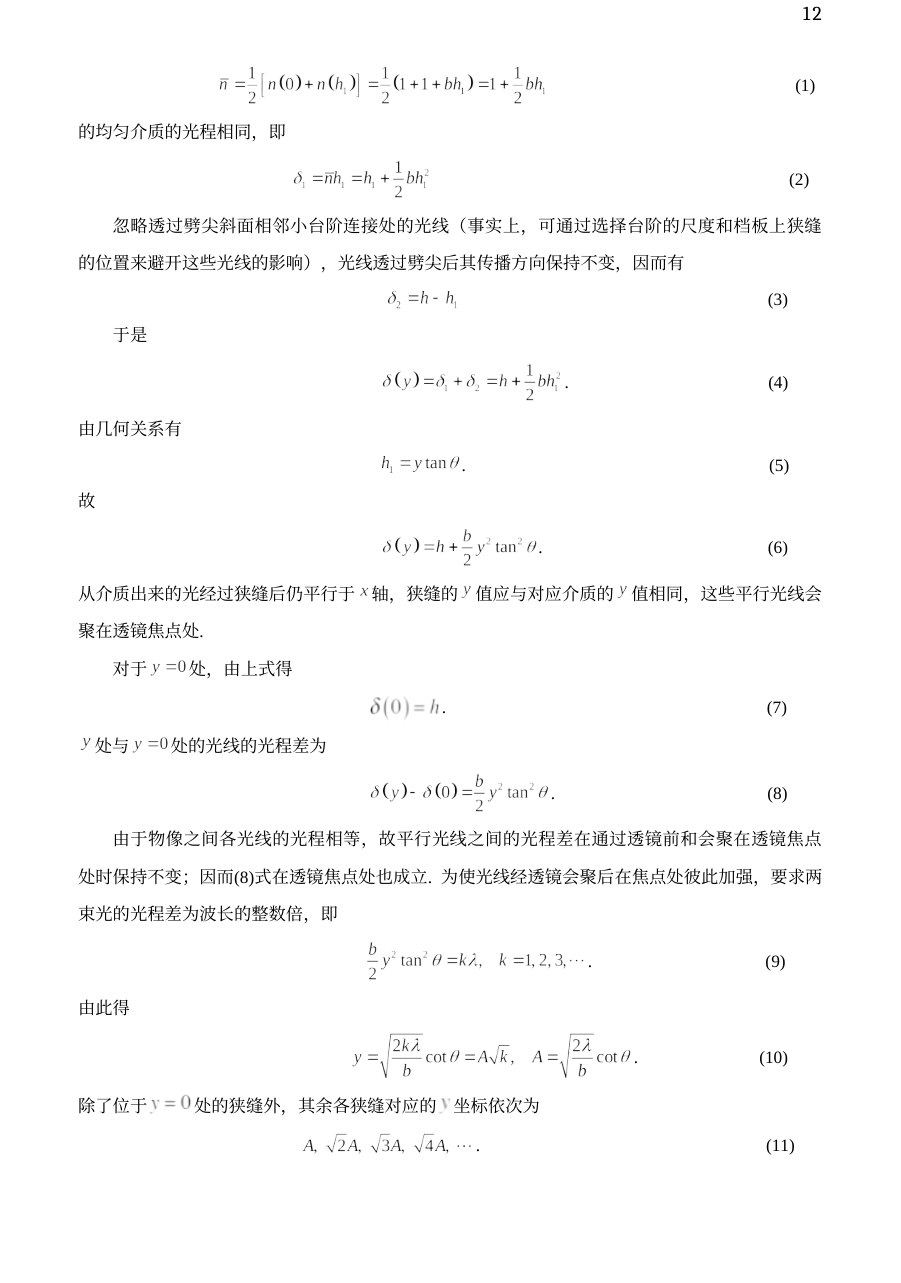 12
n̅ = 1/2 [n(0) + n(h₁)] = 1/2 (1 + 1 + bh₁) = 1 + 1/2 bh₁ (1)
的均匀介质的光程相同，即
δ₁ = n̅h₁ = h₁ + 1/2 bh₁² (2)
忽略透过劈尖斜面相邻小台阶连接处的光线（事实上，可通过选择台阶的尺度和档板上狭缝
的位置来避开这些光线的影响），光线透过劈尖后其传播方向保持不变，因而有
δ₂ = h - h₁ (3)
于是
δ(y) = δ₁ + δ₂ = h + 1/2 bh₁². (4)
由几何关系有
h₁ = y tan θ. (5)
故
δ(y) = h + b/2 y² tan² θ. (6)
从介质出来的光经过狭缝后仍平行于 x 轴，狭缝的 y 值应与对应介质的 y 值相同，这些平行光线会
聚在透镜焦点处.
对于 y = 0 处，由上式得
δ(0) = h. (7)
y 处与 y = 0 处的光线的光程差为
δ(y) - δ(0) = b/2 y² tan² θ. (8)
由于物像之间各光线的光程相等，故平行光线之间的光程差在通过透镜前和会聚在透镜焦点
处时保持不变；因而(8)式在透镜焦点处也成立. 为使光线经透镜会聚后在焦点处彼此加强，要求两
束光的光程差为波长的整数倍，即
b/2 y² tan² θ = kλ, k = 1, 2, 3, ⋯. (9)
由此得
y = √(2kλ/b) cot θ = A√k, A = √(2λ/b) cot θ. (10)
除了位于 y = 0 处的狭缝外，其余各狭缝对应的 y 坐标依次为
A, √2A, √3A, √4A, ⋯. (11)